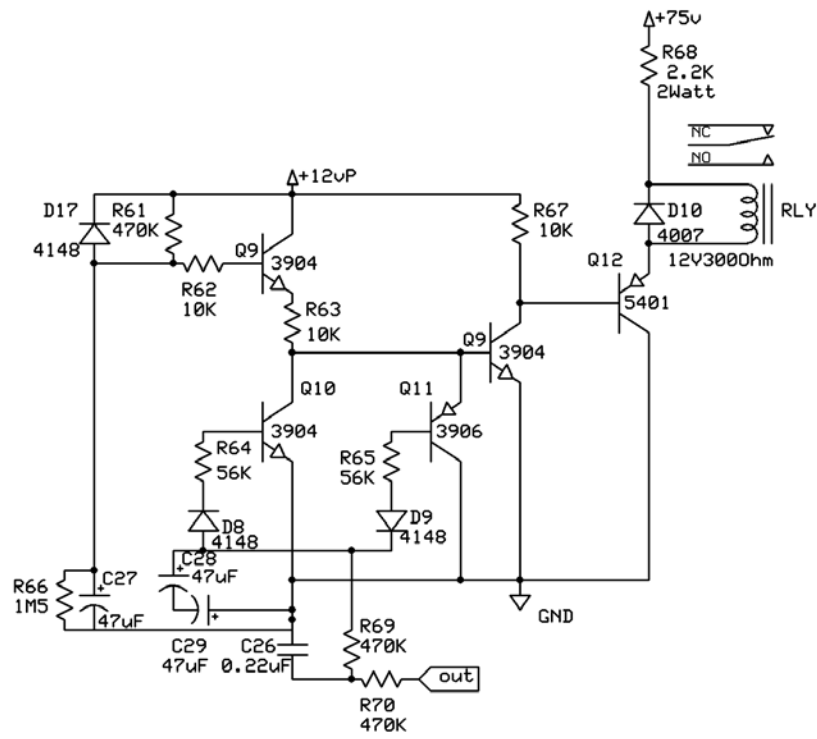 +75v
R68
2.2K
2Watt
NC
NO
+12vP
D17
4148
R61
470K
Q9
3904
R62
10K
R63
10K
R67
10K
D10
4007
RLY
12V300Ohm
Q12
5401
Q9
3904
Q10
3904
Q11
3906
R64
56K
R65
56K
D8
4148
D9
4148
C28
47uF
R66
1M5
C27
47uF
C29
47uF
C26
0.22uF
R69
470K
GND
out
R70
470K